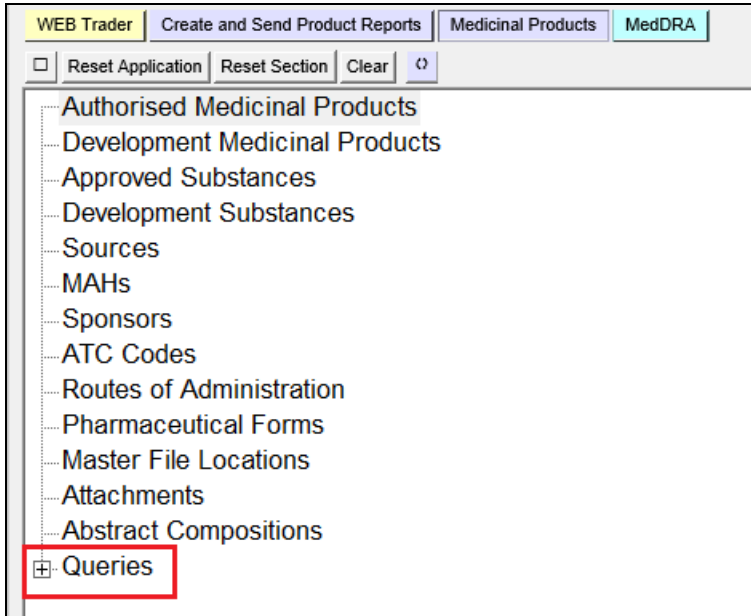 WEB Trader Create and Send Product Reports Medicinal Products MedDRA
Reset Application Reset Section Clear
Authorised Medicinal Products
Development Medicinal Products
Approved Substances
Development Substances
Sources
MAHs
Sponsors
ATC Codes
Routes of Administration
Pharmaceutical Forms
Master File Locations
Attachments
Abstract Compositions
Queries